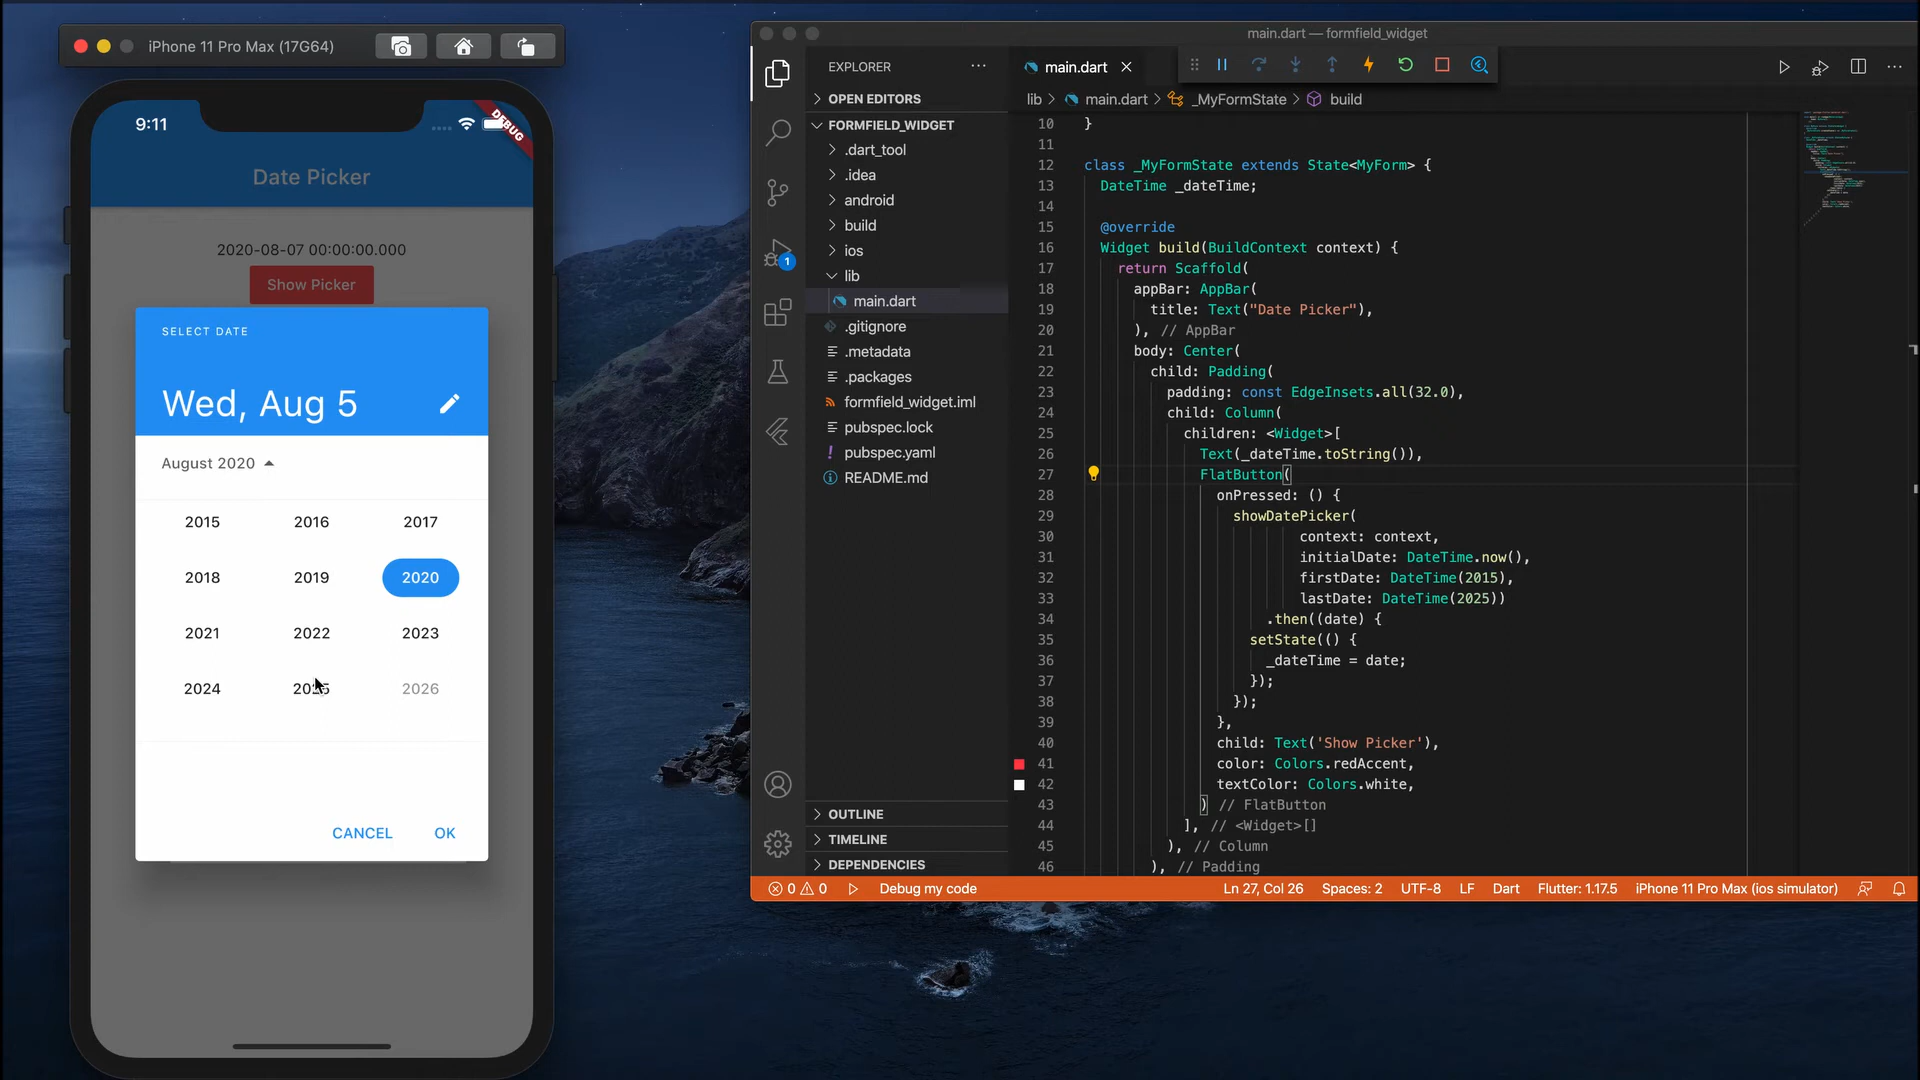 iPhone 11 Pro Max (17G64)
9:11
DEBUG
Date Picker
2020-08-07 00:00:00.000
Show Picker
SELECT DATE
Wed, Aug 5
August 2020
2015 2016 2017
2018 2019 2020
2021 2022 2023
2024 2025 2026
CANCEL OK
main.dart — formfield_widget
EXPLORER
OPEN EDITORS
FORMFIELD_WIDGET
.dart_tool
.idea
android
build
ios
lib
main.dart
.gitignore
.metadata
.packages
formfield_widget.iml
pubspec.lock
pubspec.yaml
README.md
OUTLINE
TIMELINE
DEPENDENCIES
1
main.dart
lib > main.dart > _MyFormState > build
10 }
11
12 class _MyFormState extends State<MyForm> {
13 DateTime _dateTime;
14
15 @override
16 Widget build(BuildContext context) {
17 return Scaffold(
18 appBar: AppBar(
19 title: Text("Date Picker"),
20 ), // AppBar
21 body: Center(
22 child: Padding(
23 padding: const EdgeInsets.all(32.0),
24 child: Column(
25 children: <Widget>[
26 Text(_dateTime.toString()),
27 FlatButton(
28 onPressed: () {
29 showDatePicker(
30 context: context,
31 initialDate: DateTime.now(),
32 firstDate: DateTime(2015),
33 lastDate: DateTime(2025))
34 .then((date) {
35 setState(() {
36 _dateTime = date;
37 });
38 });
39 },
40 child: Text('Show Picker'),
41 color: Colors.redAccent,
42 textColor: Colors.white,
43 ) // FlatButton
44 ], // <Widget>[]
45 ), // Column
46 ), // Padding
0 0 Debug my code Ln 27, Col 26 Spaces: 2 UTF-8 LF Dart Flutter: 1.17.5 iPhone 11 Pro Max (ios simulator)